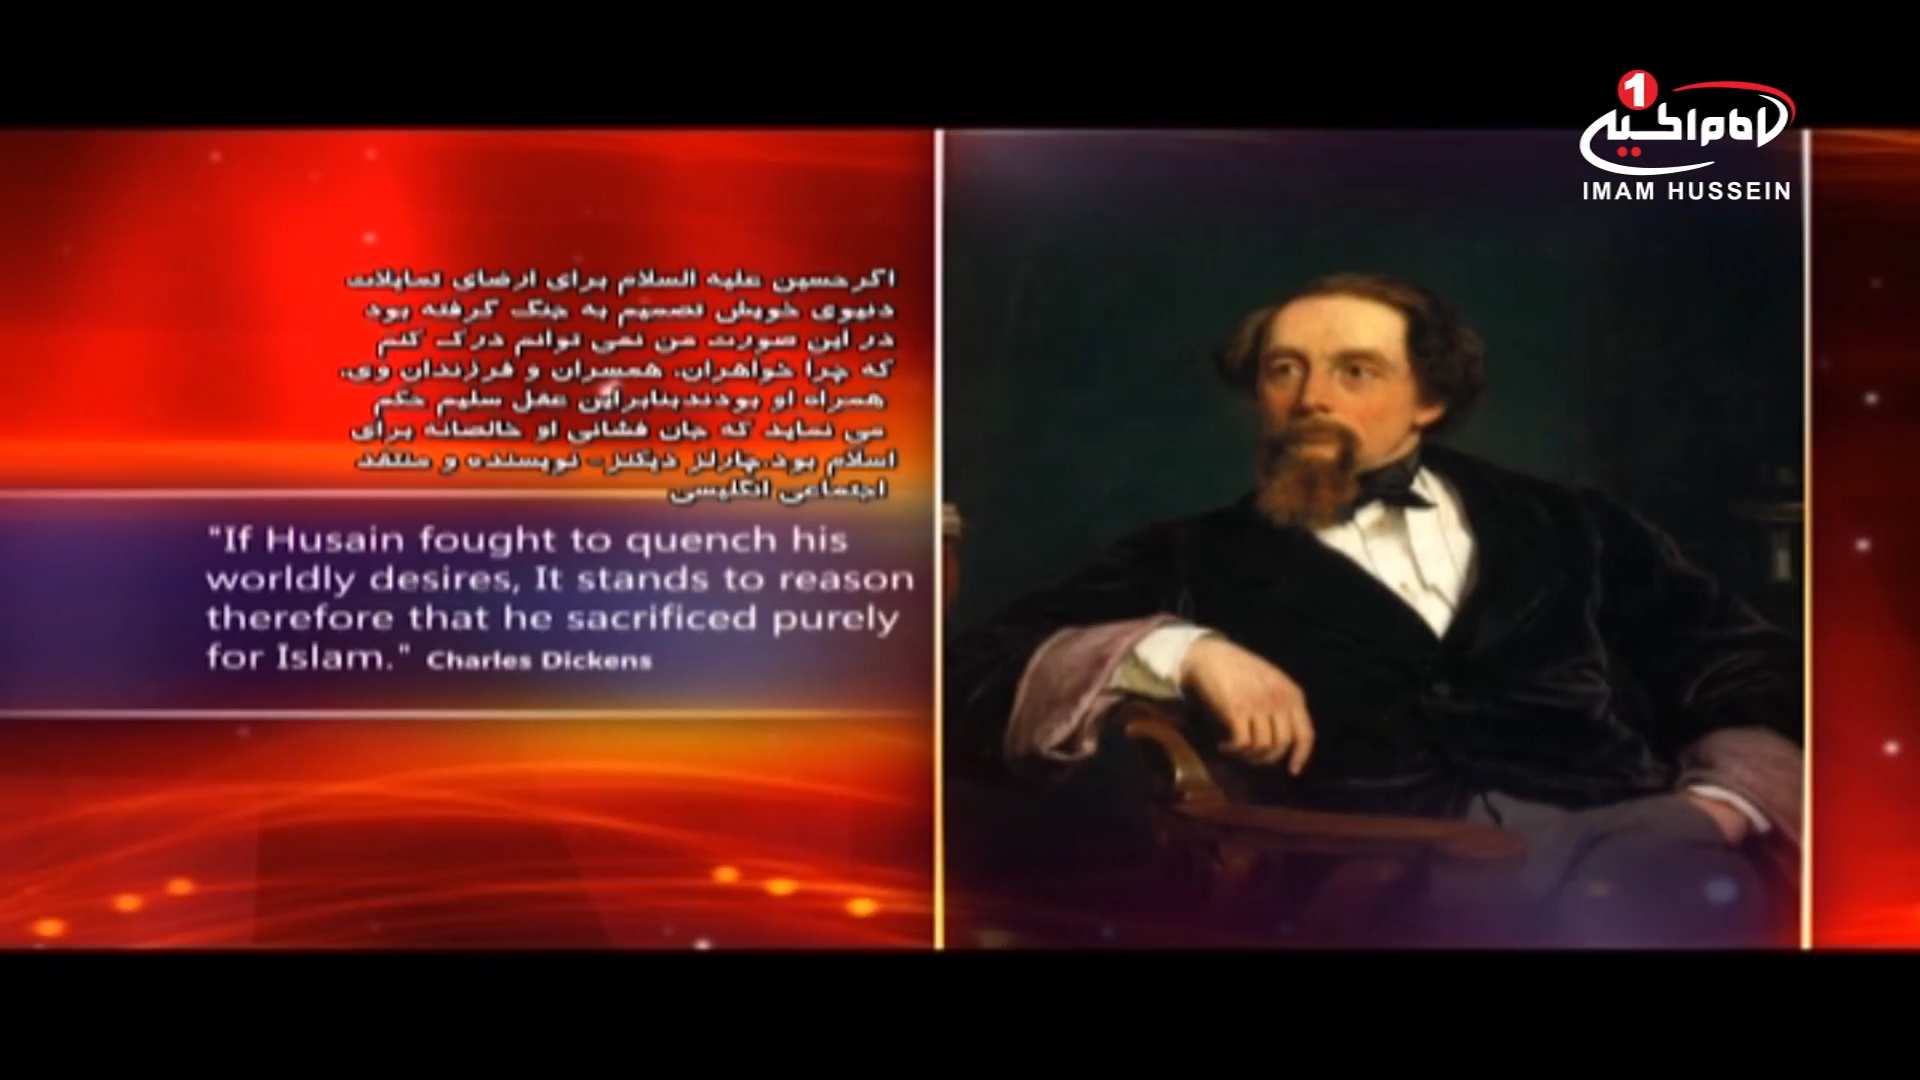 1
امام حسین
IMAM HUSSEIN
اگرحسین علیه السلام برای ارضای تمایلات
دنیوی خویش تصمیم به جنگ گرفته بود
در این صورت من نمی توانم درک کنم
که چرا خواهران، همسران و فرزندان وی،
همراه او بودندبنابراین عقل سلیم حکم
می نماید که جان فشانی او خالصانه برای
اسلام بود.چارلز دیکنز- نویسنده و منتقد
اجتماعی انگلیسی
"If Husain fought to quench his
worldly desires, It stands to reason
therefore that he sacrificed purely
for Islam." Charles Dickens